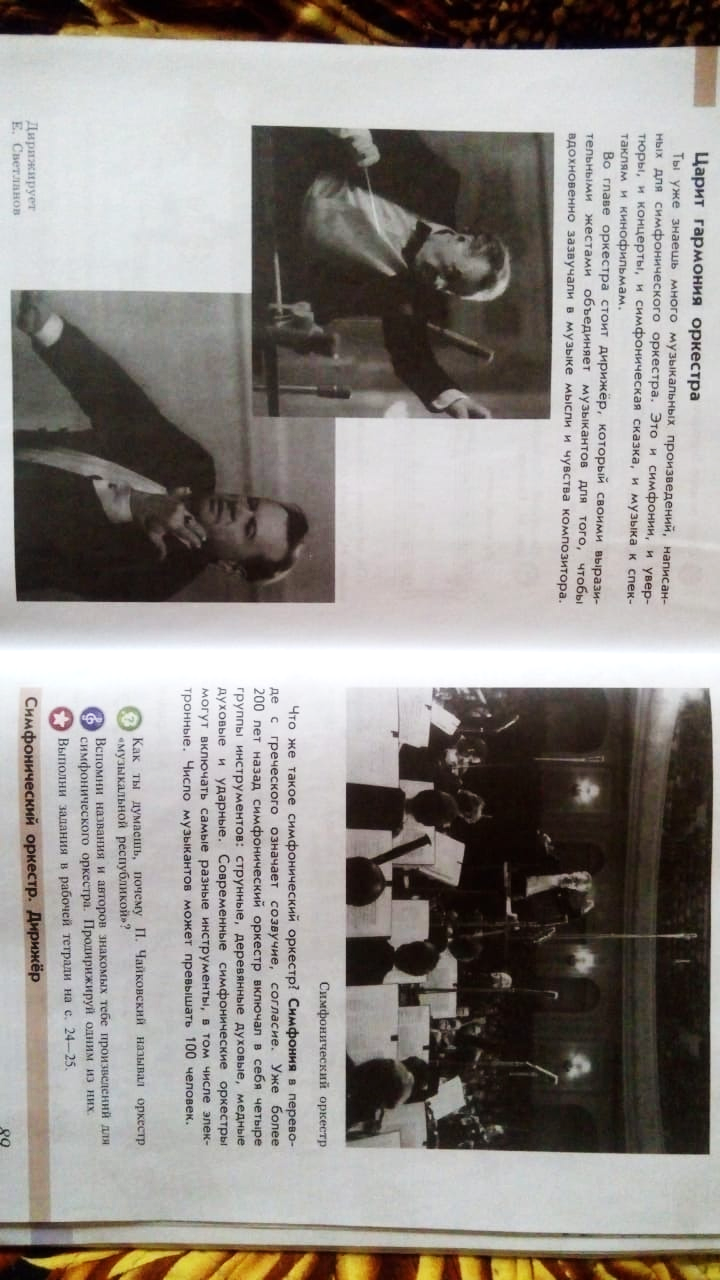 Царит гармония оркестра
Ты уже знаешь много музыкальных произведений, написан-
ных для симфонического оркестра. Это и симфонии, и увер-
тюры, и концерты, и симфоническая сказка, и музыка к спек-
таклям и кинофильмам.
Во главе оркестра стоит дирижёр, который своими вырази-
тельными жестами объединяет музыкантов для того, чтобы
вдохновенно зазвучали в музыке мысли и чувства композитора.
Дирижирует
Е. Светланов
Симфонический оркестр
Что же такое симфонический оркестр? Симфония в перево-
де с греческого означает созвучие, согласие. Уже более
200 лет назад симфонический оркестр включал в себя четыре
группы инструментов: струнные, деревянные духовые, медные
духовые и ударные. Современные симфонические оркестры
могут включать самые разные инструменты, в том числе элек-
тронные. Число музыкантов может превышать 100 человек.
Как ты думаешь, почему П. Чайковский называл оркестр
«музыкальной республикой»?
Вспомни названия и авторов знакомых тебе произведений для
симфонического оркестра. Продирижируй одним из них.
Выполни задания в рабочей тетради на с. 24—25.
Симфонический оркестр. Дирижёр
89